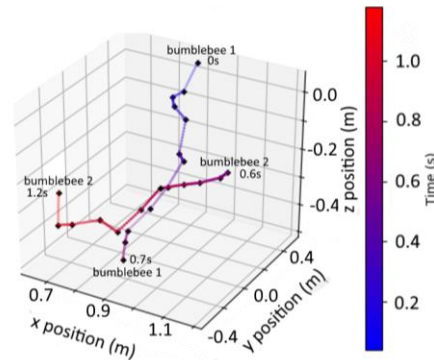 bumblebee 1
0s
bumblebee 2
0.6s
bumblebee 2
1.2s
0.7s
bumblebee 1
0.7
0.9
1.1
x position (m)
-0.4
0.0
0.4
y position (m)
0.0
-0.2
-0.4
z position (m)
1.0
0.8
0.6
0.4
0.2
Time (s)